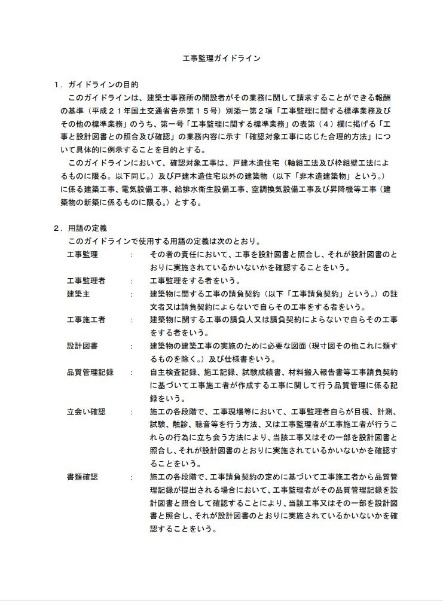 工事監理ガイドライン
１．ガイドラインの目的
このガイドラインは、建築士事務所の開設者がその業務に関して請求することができる報酬
の基準（平成２１年国土交通省告示第１５号）別添一第２項「工事監理に関する標準業務及び
その他の標準業務」のうち、第一号「工事監理に関する標準業務」の表第（４）欄に掲げる「工
事と設計図書との照合及び確認」の業務内容に示す「確認対象工事に応じた合理的方法」につ
いて具体的に例示することを目的とする。
このガイドラインにおいて、確認対象工事は、戸建木造住宅（軸組工法及び枠組壁工法によ
るものに限る。以下同じ。）及び戸建木造住宅以外の建築物（以下「非木造建築物」という。）
に係る建築工事、電気設備工事、給排水衛生設備工事、空調換気設備工事及び昇降機等工事（建
築物の新築に係るものに限る。）とする。
２．用語の定義
このガイドラインで使用する用語の定義は次のとおり。
工事監理　：　その者の責任において、工事を設計図書と照合し、それが設計図書のと
おりに実施されているかいないかを確認することをいう。
工事監理者　：　工事監理をする者をいう。
建築主　：　建築物に関する工事の請負契約（以下「工事請負契約」という。）の注
文者又は請負契約によらないで自らその工事をする者をいう。
工事施工者　：　建築物に関する工事の請負人又は請負契約によらないで自らその工事
をする者をいう。
設計図書　：　建築物の建築工事の実施のために必要な図面（現寸図その他これに類す
るものを除く。）及び仕様書をいう。
品質管理記録　：　自主検査記録、施工記録、試験成績書、材料搬入報告書等工事請負契約
に基づいて工事施工者が作成する工事に関して行う品質管理に係る記
録をいう。
立会い確認　：　施工の各段階で、工事現場等において、工事監理者自らが目視、計測、
試験、触診、聴音等を行う方法、又は工事監理者が工事施工者が行うこ
れらの行為に立ち会う方法により、当該工事又はその一部を設計図書と
照合し、それが設計図書のとおりに実施されているかいないかを確認す
ることをいう。
書類確認　：　施工の各段階で、工事請負契約の定めに基づいて工事施工者から品質管
理記録が提出される場合において、工事監理者がその品質管理記録を設
計図書と照合して確認することにより、当該工事又はその一部を設計図
書と照合し、それが設計図書のとおりに実施されているかいないかを確
認することをいう。